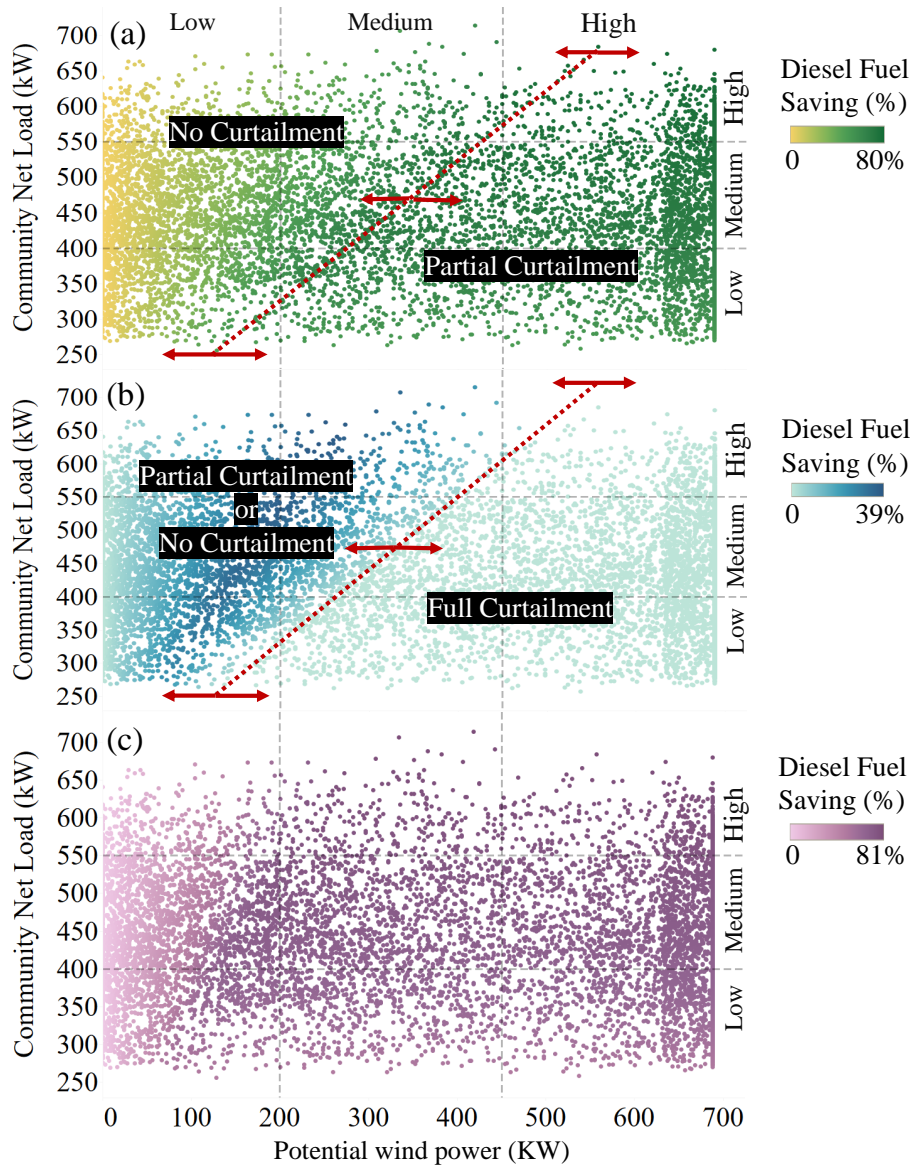 Low Medium High
(a)
Community Net Load (kW)
700
650
600
550
500
450
400
350
300
250
No Curtailment
Partial Curtailment
High
Medium
Low
Diesel Fuel
Saving (%)
0 80%
(b)
Community Net Load (kW)
700
650
600
550
500
450
400
350
300
250
Partial Curtailment
or
No Curtailment
Full Curtailment
High
Medium
Low
Diesel Fuel
Saving (%)
0 39%
(c)
Community Net Load (kW)
700
650
600
550
500
450
400
350
300
250
High
Medium
Low
Diesel Fuel
Saving (%)
0 81%
0 100 200 300 400 500 600 700
Potential wind power (KW)